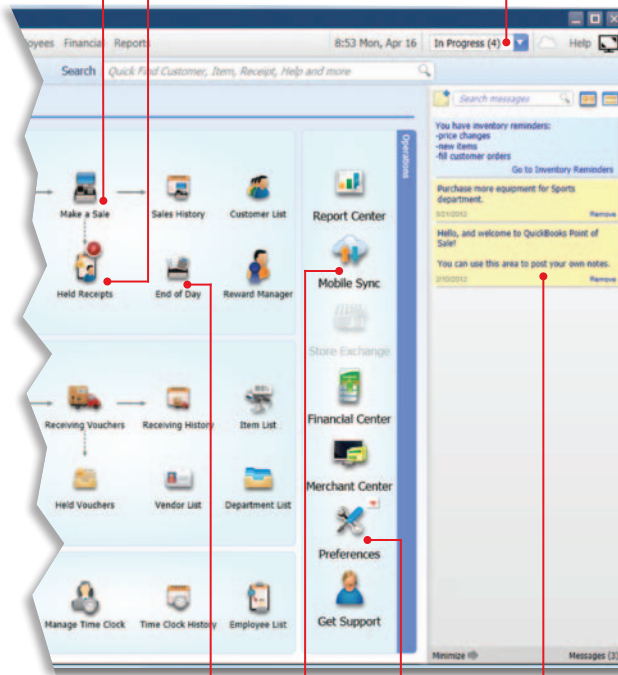 oyees Financial Reports
8:53 Mon, Apr 16
In Progress (4)
Help
Search
Quick Find Customer, Item, Receipt, Help and more
Search messages
Make a Sale
Sales History
Customer List
Held Receipts
End of Day
Reward Manager
Receiving Vouchers
Receiving History
Item List
Held Vouchers
Vendor List
Department List
Manage Time Clock
Time Clock History
Employee List
Report Center
Mobile Sync
Store Exchange
Financial Center
Merchant Center
Preferences
Get Support
Operations
You have inventory reminders:
-price changes
-new items
-fill customer orders
Go to Inventory Reminders
Purchase more equipment for Sports
department.
3/21/2012
Remove
Hello, and welcome to QuickBooks Point of
Sale!
You can use this area to post your own notes.
2/10/2012
Remove
Minimize
Messages (3)